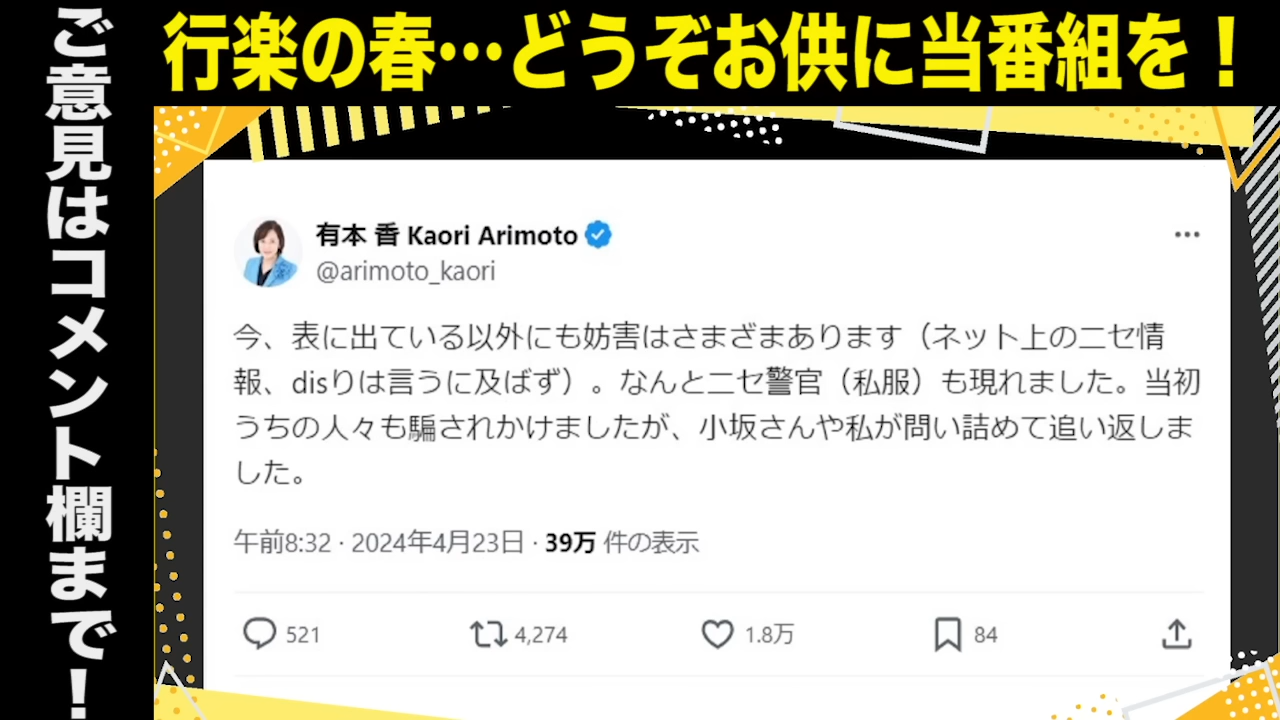 行楽の春…どうぞお供に当番組を！
ご意見はコメント欄まで！
有本 香 Kaori Arimoto
@arimoto_kaori
今、表に出ている以外にも妨害はさまざまあります（ネット上のニセ情
報、disりは言うに及ばず）。なんとニセ警官（私服）も現れました。当初
うちの人々も騙されかけましたが、小坂さんや私が問い詰めて追い返しま
した。
午前8:32 · 2024年4月23日 · 39万 件の表示
521 4,274 1.8万 84